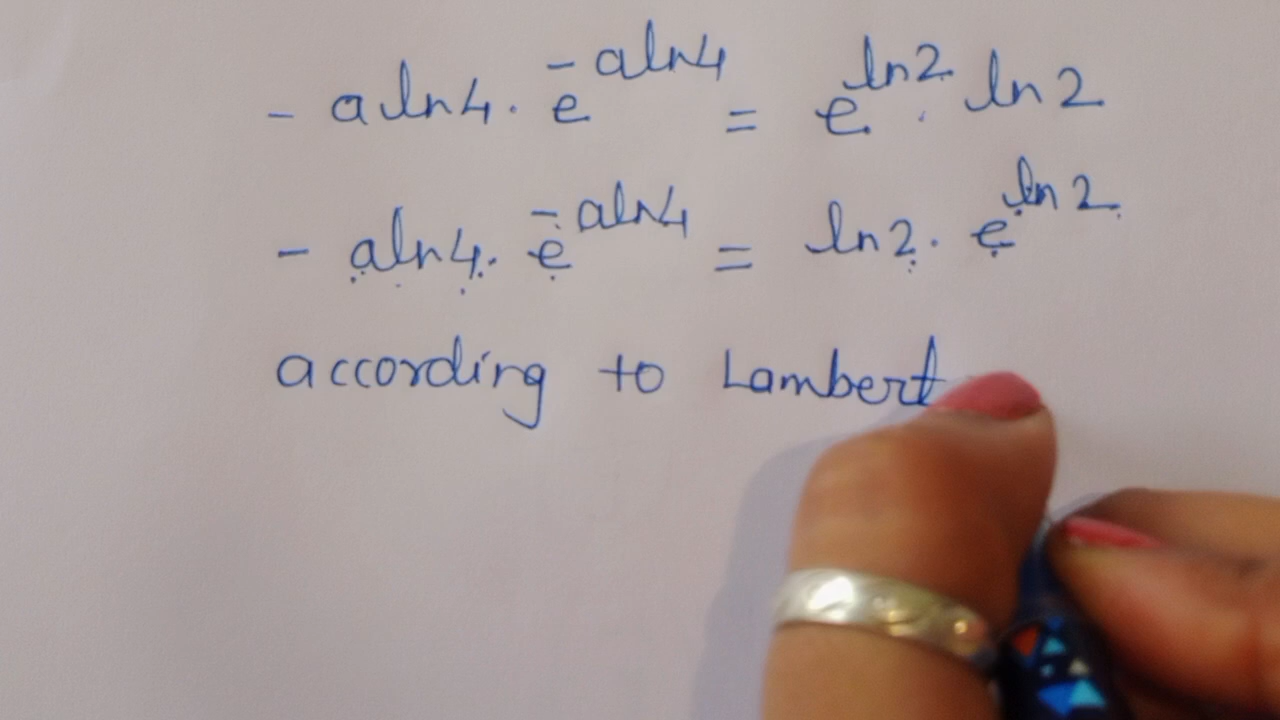 - aln4. e^-aln4 = e^ln2. ln2
- aln4. e^-aln4 = ln2. e^ln2
according to Lambert